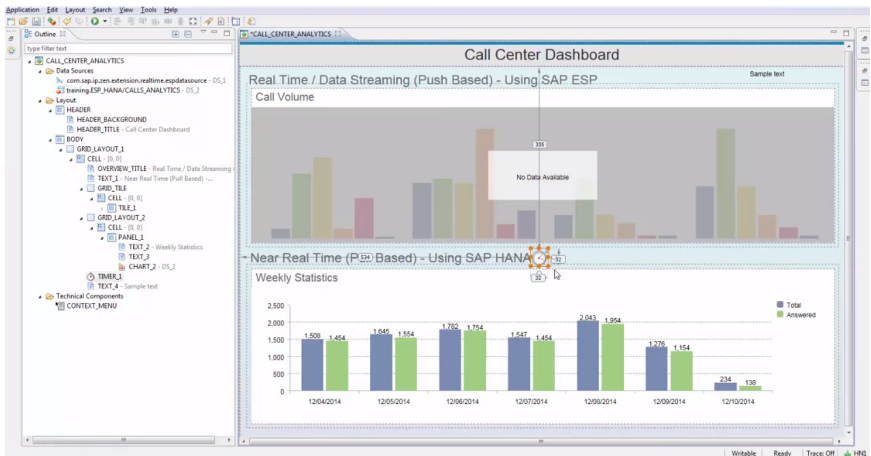 Application Edit Layout Search View Tools Help
Outline
*CALL_CENTER_ANALYTICS
type filter text
CALL_CENTER_ANALYTICS
Data Sources
com.sap.ip.zen.extension.realtime.espdatasource - DS_1
training.ESP_HANA/CALLS_ANALYTICS - DS_2
Layout
HEADER
HEADER_BACKGROUND
HEADER_TITLE - Call Center Dashboard
BODY
GRID_LAYOUT_1
CELL - [0, 0]
OVERVIEW_TITLE - Real Time / Data Streaming
TEXT_1 - Near Real Time (Pull Based) -...
GRID_TILE
CELL - [0, 0]
TILE_1
GRID_LAYOUT_2
CELL - [0, 0]
PANEL_1
TEXT_2 - Weekly Statistics
TEXT_3
CHART_2 - DS_2
TIMER_1
TEXT_4 - Sample text
Technical Components
CONTEXT_MENU
Call Center Dashboard
Real Time / Data Streaming (Push Based) - Using SAP ESP
Sample text
Call Volume
No Data Available
Near Real Time Based) - Using SAP HANA
32
32
Weekly Statistics
2,500
2,000
1,500
1,000
500
0
1,508 1,454
1,645 1,554
1,782 1,754
1,547 1,454
2,043 1,954
1,276 1,154
234 138
12/04/2014 12/05/2014 12/06/2014 12/07/2014 12/08/2014 12/09/2014 12/10/2014
Total
Answered
Writable Ready Trace: Off HN1